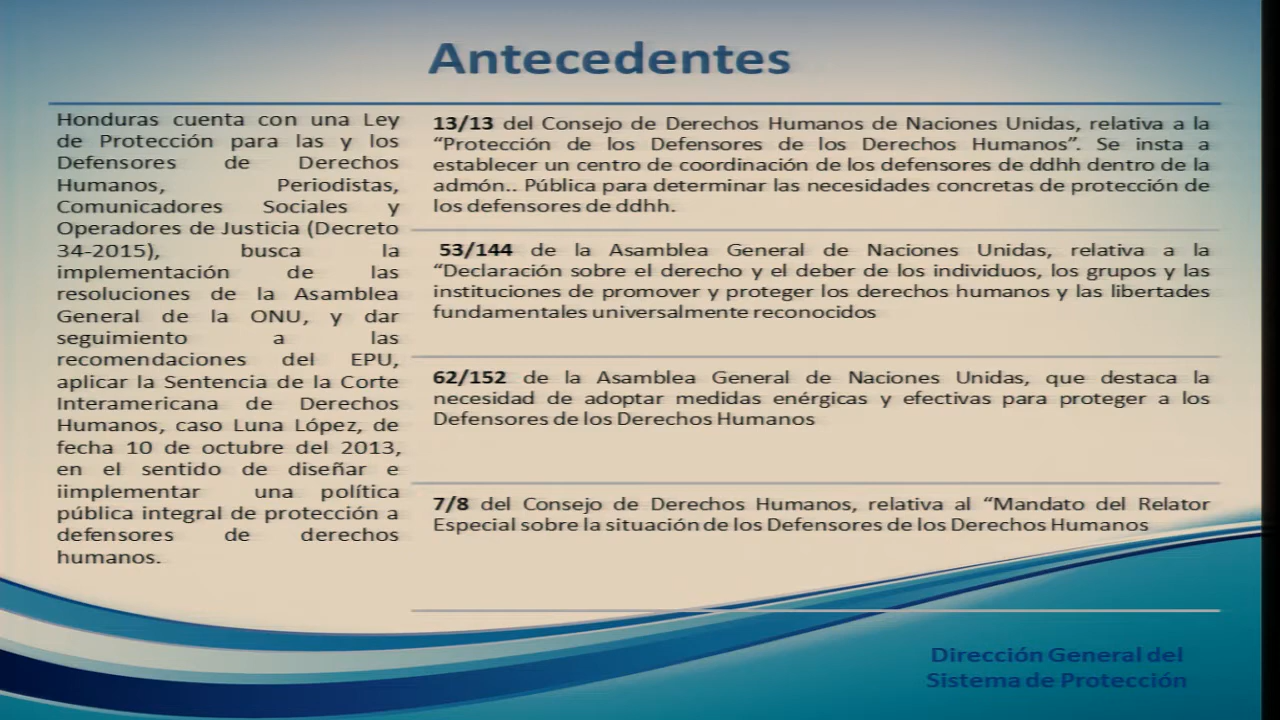 Antecedentes
Honduras cuenta con una Ley
de Protección para las y los
Defensores de Derechos
Humanos, Periodistas,
Comunicadores Sociales y
Operadores de Justicia (Decreto
34-2015), busca la
implementación de las
resoluciones de la Asamblea
General de la ONU, y dar
seguimiento a las
recomendaciones del EPU,
aplicar la Sentencia de la Corte
Interamericana de Derechos
Humanos, caso Luna López, de
fecha 10 de octubre del 2013,
en el sentido de diseñar e
iimplementar una política
pública integral de protección a
defensores de derechos
humanos.
13/13 del Consejo de Derechos Humanos de Naciones Unidas, relativa a la
“Protección de los Defensores de los Derechos Humanos”. Se insta a
establecer un centro de coordinación de los defensores de ddhh dentro de la
admón.. Pública para determinar las necesidades concretas de protección de
los defensores de ddhh.
53/144 de la Asamblea General de Naciones Unidas, relativa a la
“Declaración sobre el derecho y el deber de los individuos, los grupos y las
instituciones de promover y proteger los derechos humanos y las libertades
fundamentales universalmente reconocidos
62/152 de la Asamblea General de Naciones Unidas, que destaca la
necesidad de adoptar medidas enérgicas y efectivas para proteger a los
Defensores de los Derechos Humanos
7/8 del Consejo de Derechos Humanos, relativa al “Mandato del Relator
Especial sobre la situación de los Defensores de los Derechos Humanos
Dirección General del
Sistema de Protección